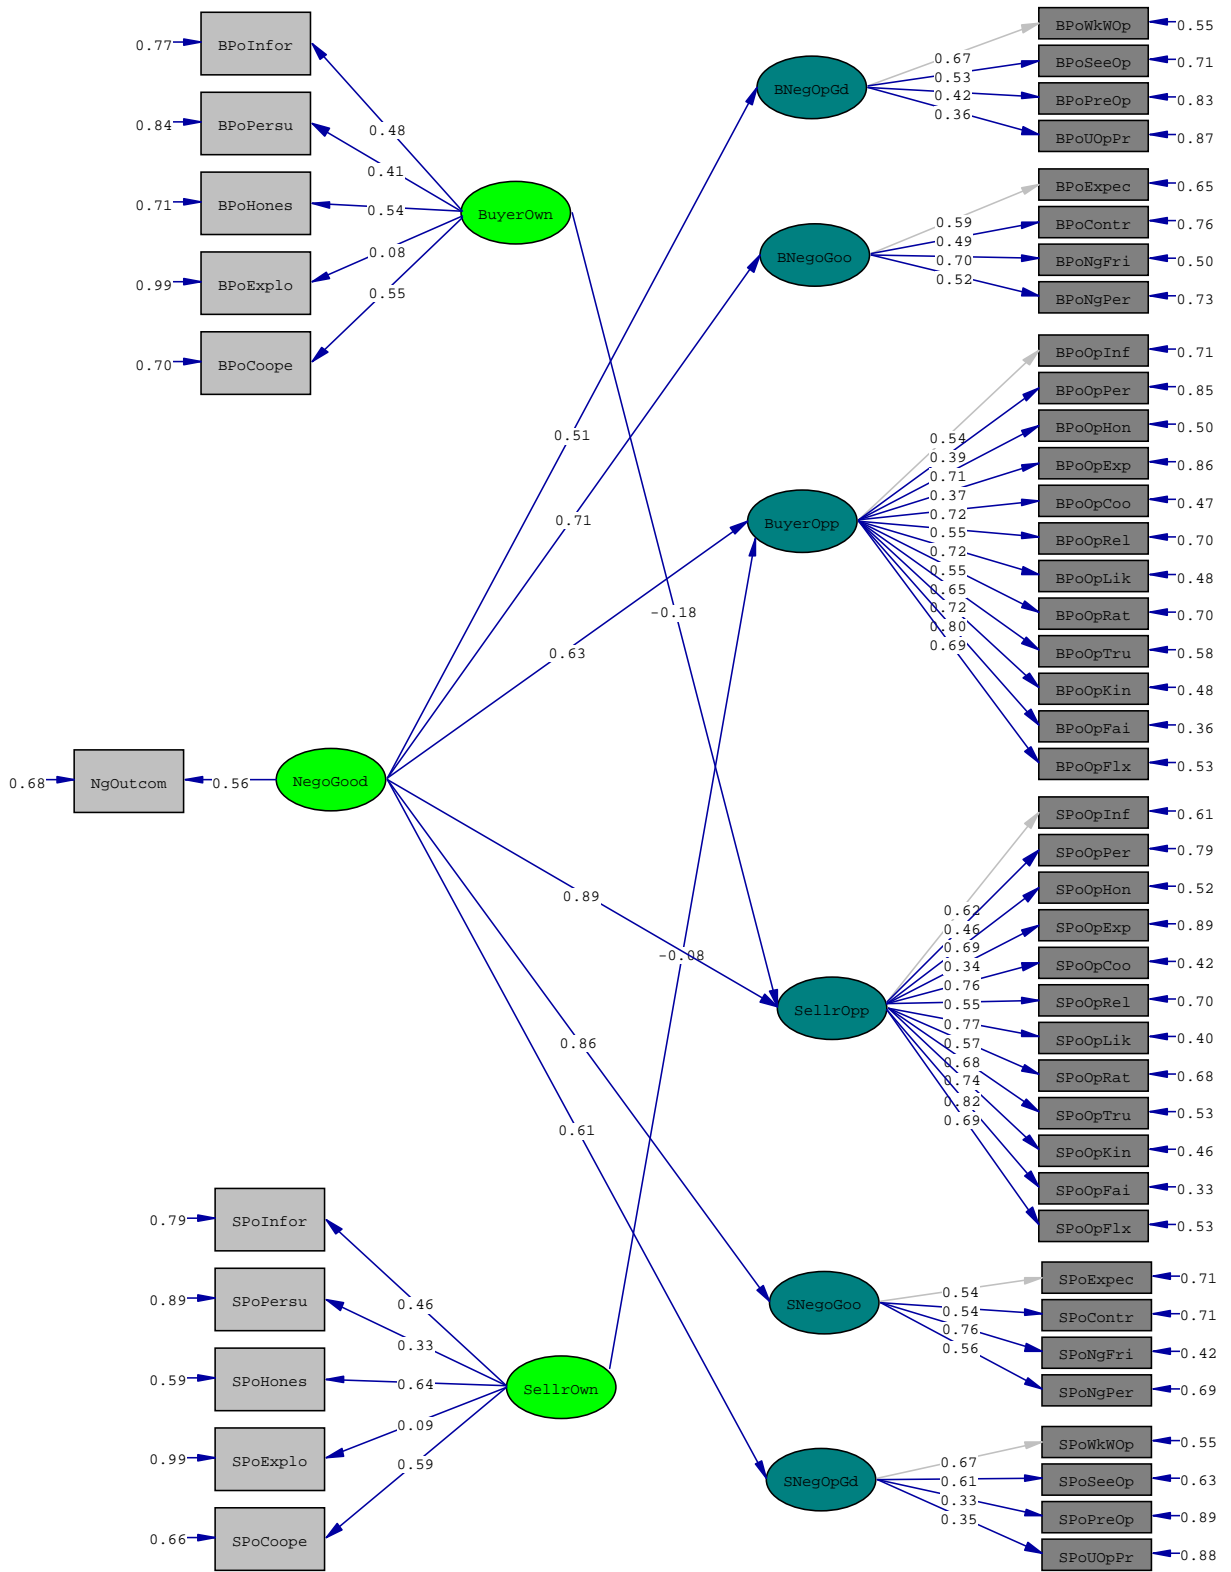 0.77
BPoInfor
0.84
BPoPersu
0.71
BPoHones
0.99
BPoExplo
0.70
BPoCoope
0.48
0.41
0.54
0.08
0.55
BuyerOwn
0.68
NgOutcom
0.56
NegoGood
0.79
SPoInfor
0.89
SPoPersu
0.59
SPoHones
0.99
SPoExplo
0.66
SPoCoope
0.46
0.33
0.64
0.09
0.59
SellrOwn
0.51
0.71
0.63
-0.18
0.89
-0.08
0.86
0.61
BNegOpGd
0.67
0.53
0.42
0.36
BPoWkWOp
0.55
BPoSeeOp
0.71
BPoPreOp
0.83
BPoUOpPr
0.87
BNegoGoo
0.59
0.49
0.70
0.52
BPoExpec
0.65
BPoContr
0.76
BPoNgFri
0.50
BPoNgPer
0.73
BuyerOpp
0.54
0.39
0.71
0.37
0.72
0.55
0.72
0.55
0.65
0.72
0.80
0.69
BPoOpInf
0.71
BPoOpPer
0.85
BPoOpHon
0.50
BPoOpExp
0.86
BPoOpCoo
0.47
BPoOpRel
0.70
BPoOpLik
0.48
BPoOpRat
0.70
BPoOpTru
0.58
BPoOpKin
0.48
BPoOpFai
0.36
BPoOpFlx
0.53
SellrOpp
0.62
0.46
0.69
0.34
0.76
0.55
0.77
0.57
0.68
0.74
0.82
0.69
SPoOpInf
0.61
SPoOpPer
0.79
SPoOpHon
0.52
SPoOpExp
0.89
SPoOpCoo
0.42
SPoOpRel
0.70
SPoOpLik
0.40
SPoOpRat
0.68
SPoOpTru
0.53
SPoOpKin
0.46
SPoOpFai
0.33
SPoOpFlx
0.53
SNegoGoo
0.54
0.54
0.76
0.56
SPoExpec
0.71
SPoContr
0.71
SPoNgFri
0.42
SPoNgPer
0.69
SNegOpGd
0.67
0.61
0.33
0.35
SPoWkWOp
0.55
SPoSeeOp
0.63
SPoPreOp
0.89
SPoUOpPr
0.88